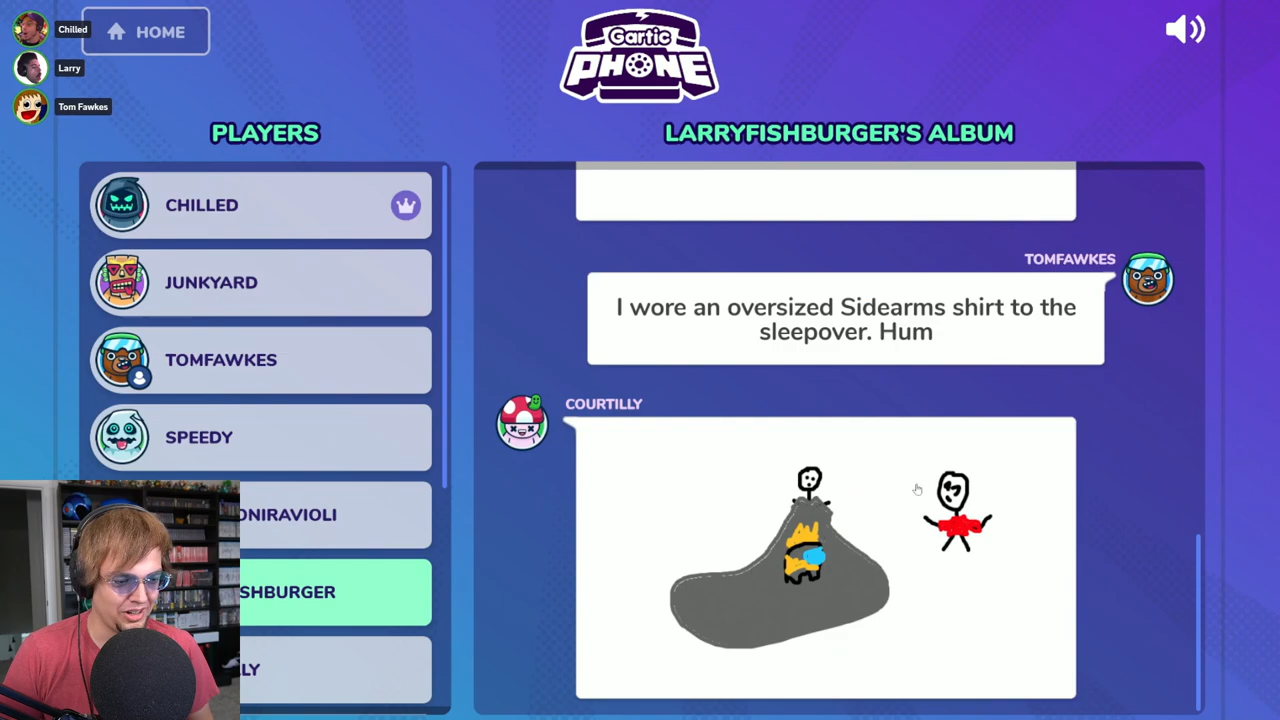 Chilled
HOME
Larry
Tom Fawkes
Gartic
PHONE
PLAYERS
LARRYFISHBURGER'S ALBUM
CHILLED
JUNKYARD
TOMFAWKES
SPEEDY
ONIRAVIOLI
SHBURGER
LY
TOMFAWKES
I wore an oversized Sidearms shirt to the
sleepover. Hum
COURTILLY